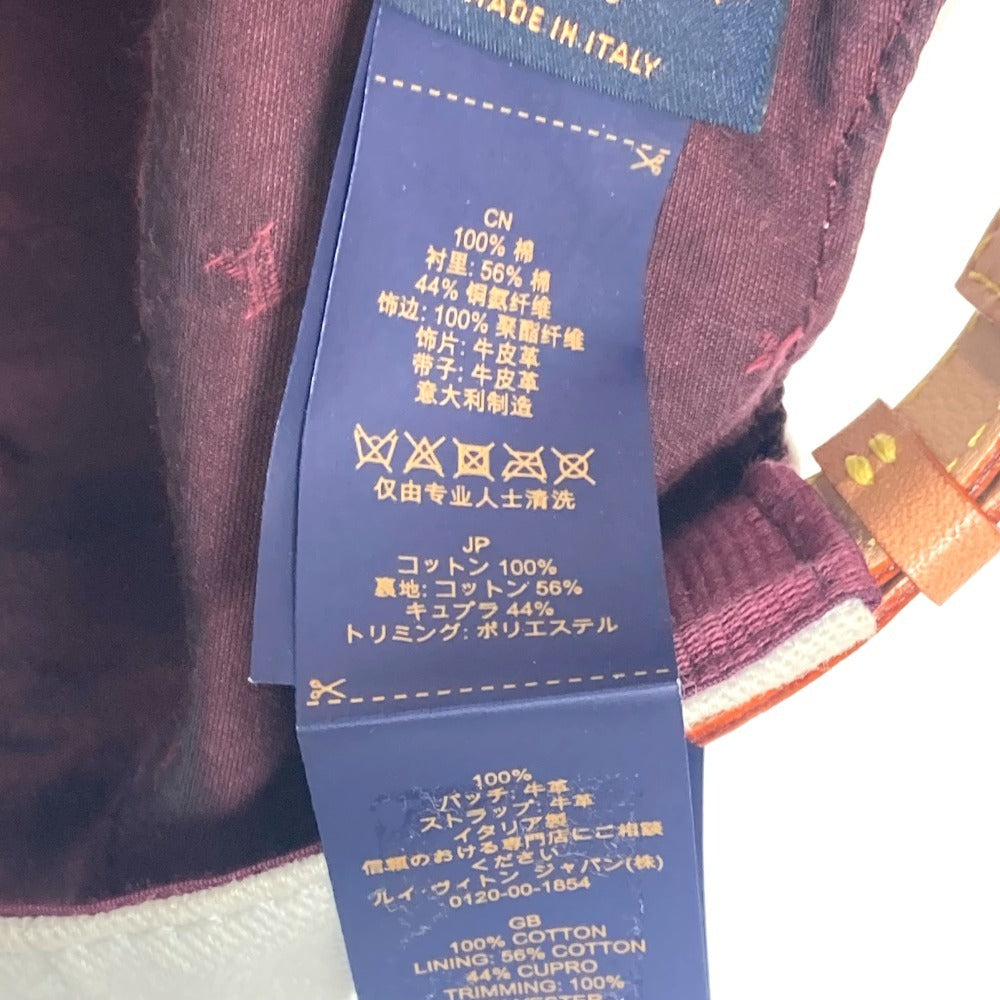 MADE IN ITALY
CN
100% 棉
衬里: 56% 棉
44% 铜氨纤维
饰边: 100% 聚酯纤维
饰片: 牛皮革
带子: 牛皮革
意大利制造
仅由专业人士清洗
JP
コットン 100%
裏地: コットン 56%
キュプラ 44%
トリミング: ポリエステル
100%
パッチ: 牛革
ストラップ: 牛革
イタリア製
信頼のおける専門店にご相談
ください
ルイ・ヴィトン ジャパン(株)
0120-00-1854
GB
100% COTTON
LINING: 56% COTTON
44% CUPRO
TRIMMING: 100%